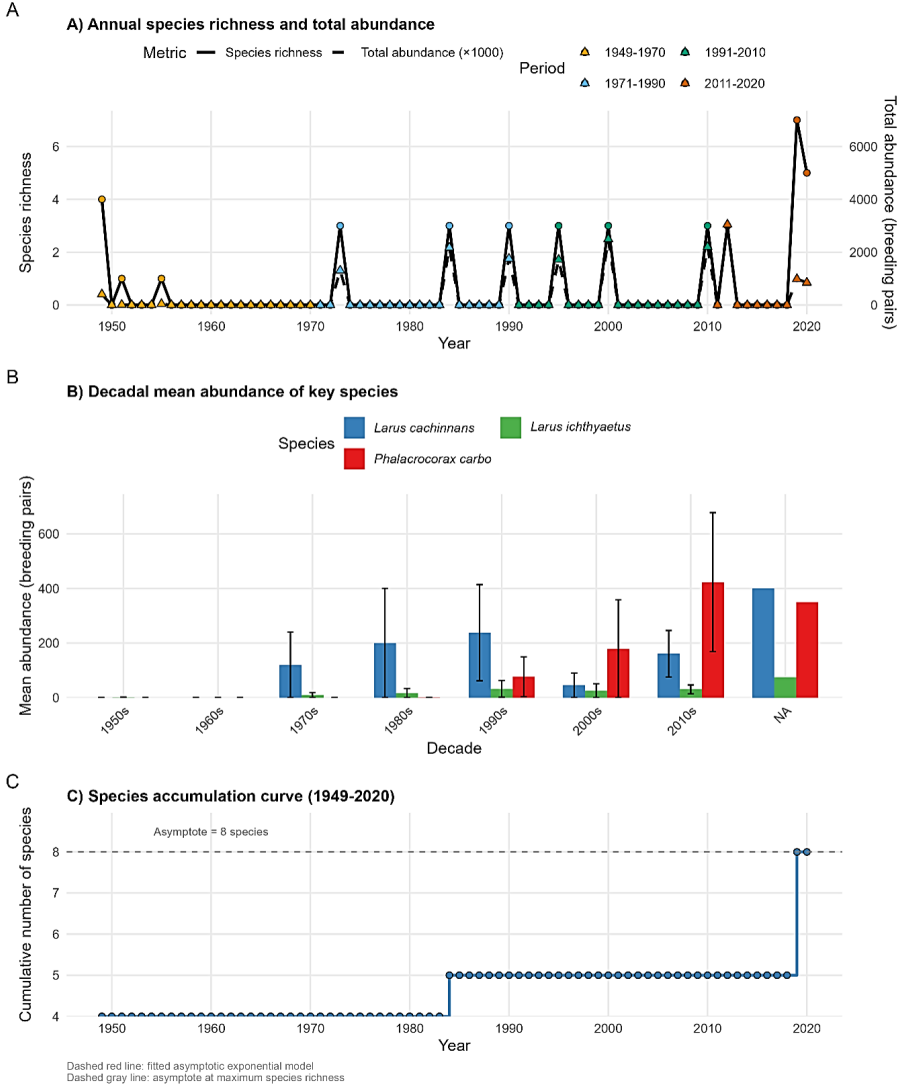 A
A) Annual species richness and total abundance
Metric Species richness Total abundance (×1000)
Period 1949-1970 1991-2010
1971-1990 2011-2020
Species richness
Total abundance (breeding pairs)
6 6000
4 4000
2 2000
0 0
1950 1960 1970 1980 1990 2000 2010 2020
Year
B
B) Decadal mean abundance of key species
Species Larus cachinnans Larus ichthyaetus
Phalacrocorax carbo
Mean abundance (breeding pairs)
600
400
200
0
1950s 1960s 1970s 1980s 1990s 2000s 2010s NA
Decade
C
C) Species accumulation curve (1949-2020)
Asymptote = 8 species
Cumulative number of species
8
7
6
5
4
1950 1960 1970 1980 1990 2000 2010 2020
Year
Dashed red line: fitted asymptotic exponential model
Dashed gray line: asymptote at maximum species richness